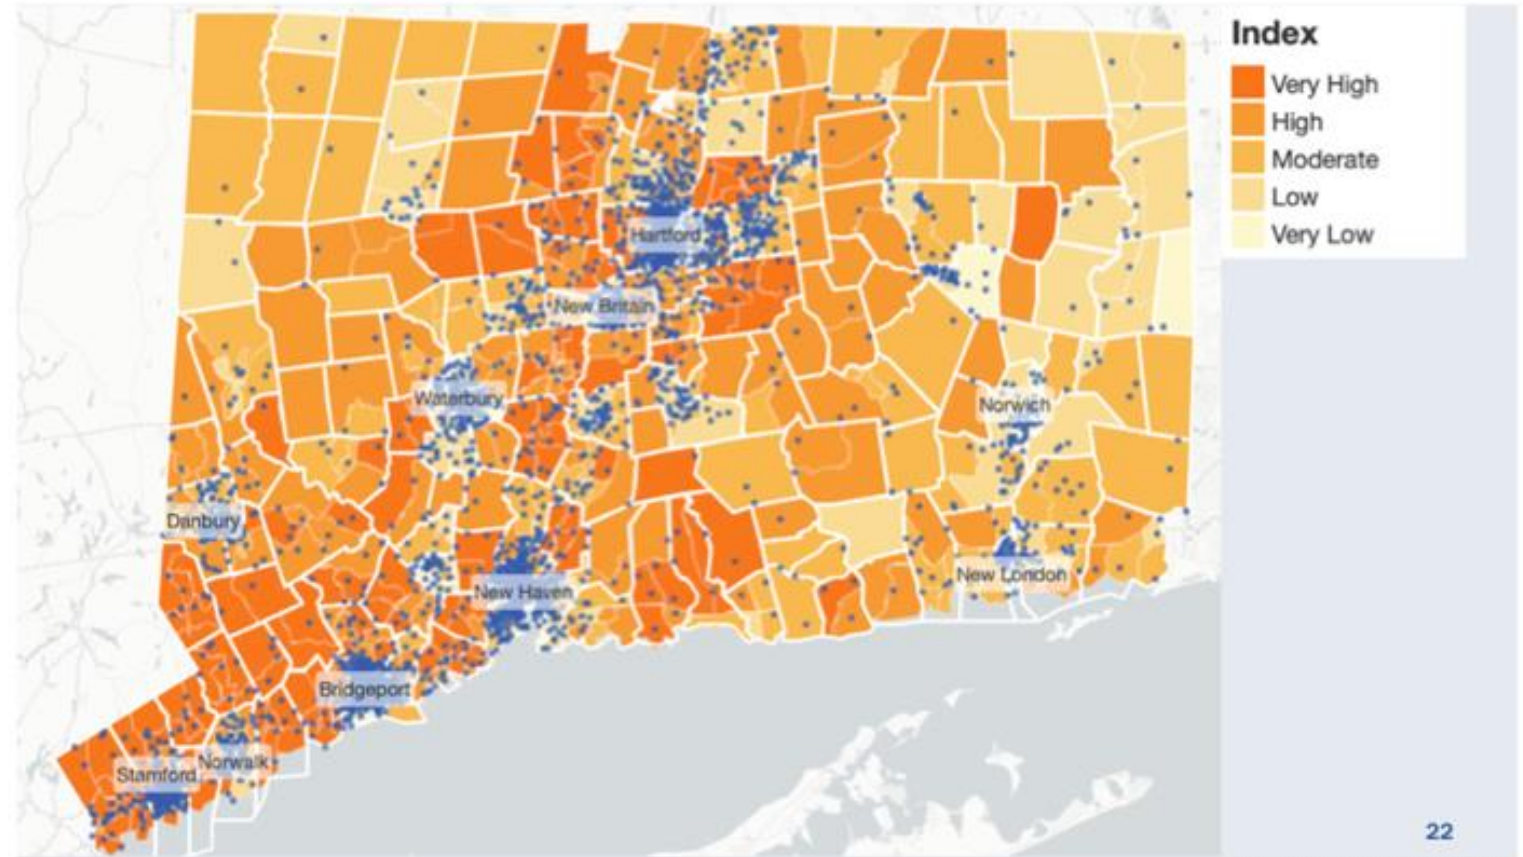 Index
Very High
High
Moderate
Low
Very Low
Hartford
New Britain
Waterbury
Norwich
Danbury
New London
New Haven
Bridgeport
Norwalk
Stamford
22